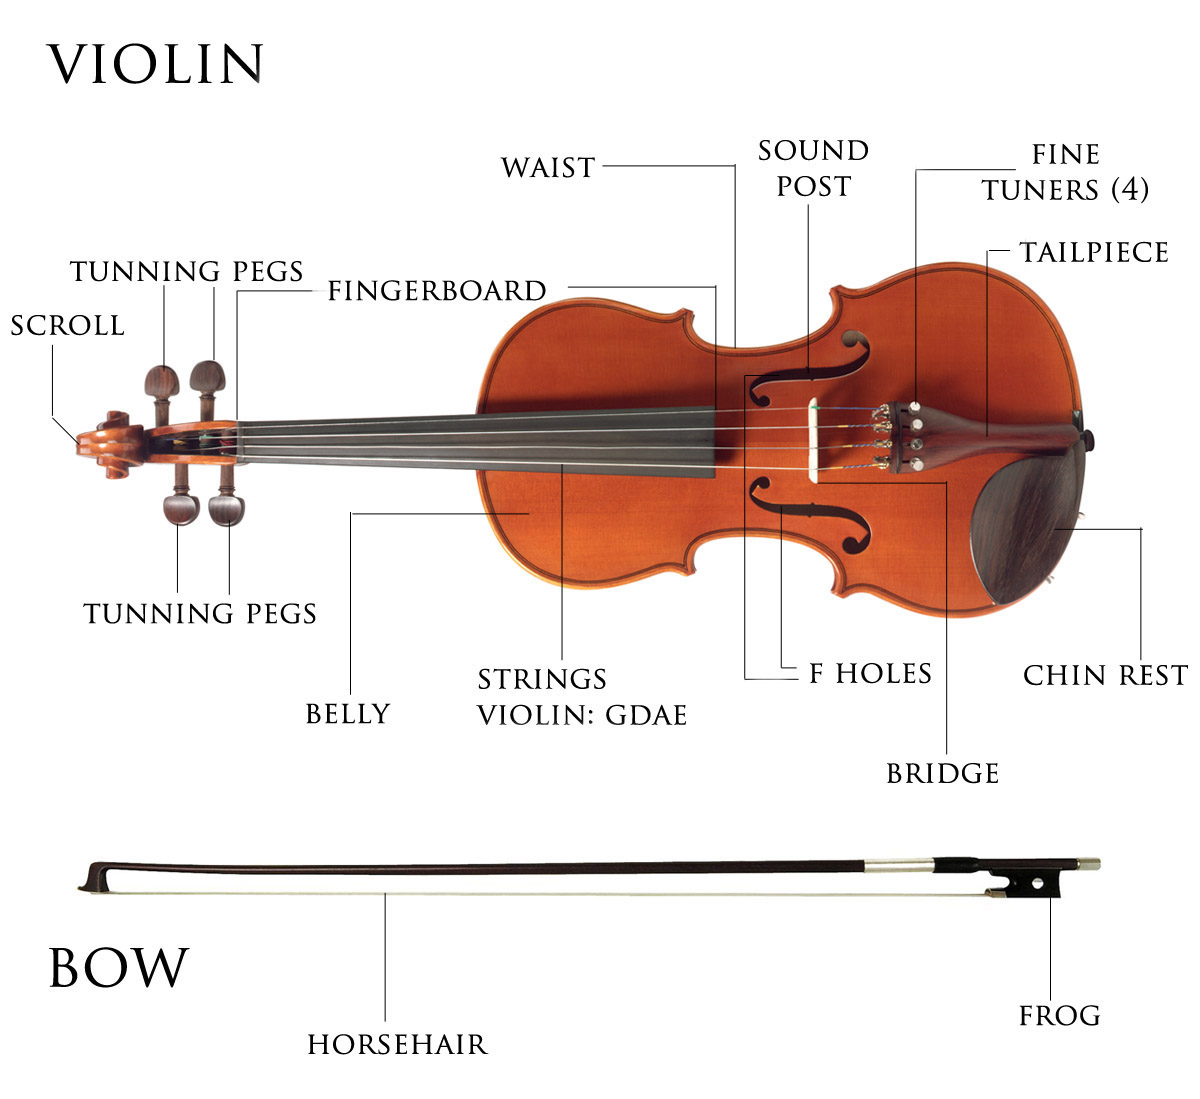 VIOLIN
WAIST
SOUND
POST
FINE
TUNERS (4)
TAILPIECE
TUNNING PEGS
FINGERBOARD
SCROLL
TUNNING PEGS
BELLY
STRINGS
VIOLIN: GDAE
F HOLES
CHIN REST
BRIDGE
BOW
FROG
HORSEHAIR